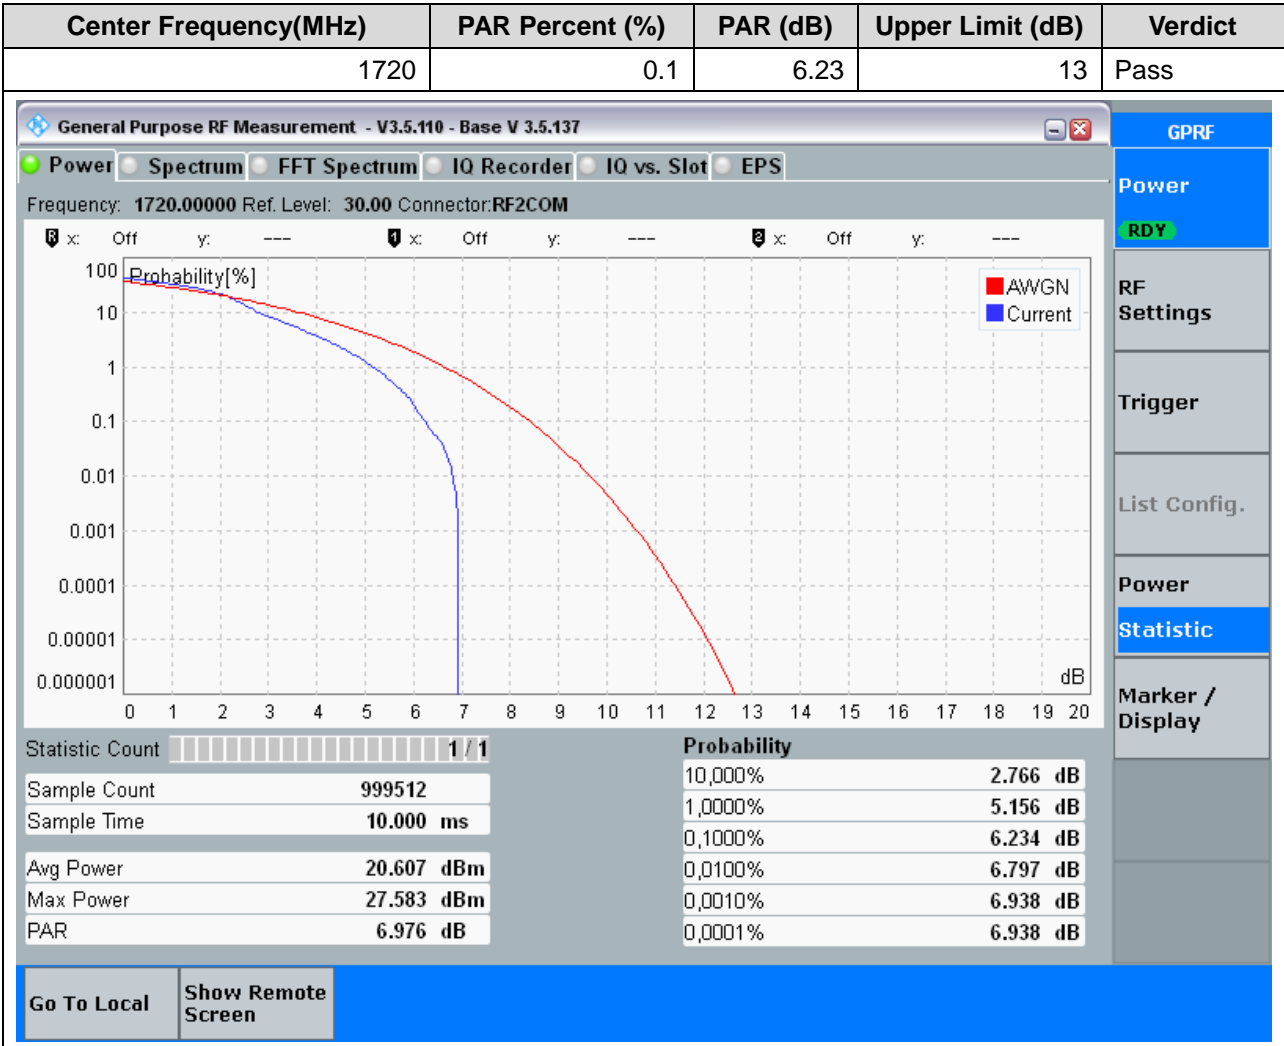 Center Frequency(MHz) PAR Percent (%) PAR (dB) Upper Limit (dB) Verdict
1720 0.1 6.23 13 Pass
General Purpose RF Measurement - V3.5.110 - Base V 3.5.137
GPRF
Power Spectrum FFT Spectrum IQ Recorder IQ vs. Slot EPS
Power
RDY
Frequency: 1720.00000 Ref. Level: 30.00 Connector:RF2COM
R x: Off y: --- 1 x: Off y: --- 2 x: Off y: ---
Probability[%]
AWGN
Current
100
10
1
0.1
0.01
0.001
0.0001
0.00001
0.000001
dB
0 1 2 3 4 5 6 7 8 9 10 11 12 13 14 15 16 17 18 19 20
RF
Settings
Trigger
List Config.
Power
Statistic
Marker /
Display
Statistic Count 1 / 1
Sample Count 999512
Sample Time 10.000 ms
Avg Power 20.607 dBm
Max Power 27.583 dBm
PAR 6.976 dB
Probability
10,000% 2.766 dB
1,0000% 5.156 dB
0,1000% 6.234 dB
0,0100% 6.797 dB
0,0010% 6.938 dB
0,0001% 6.938 dB
Go To Local
Show Remote
Screen